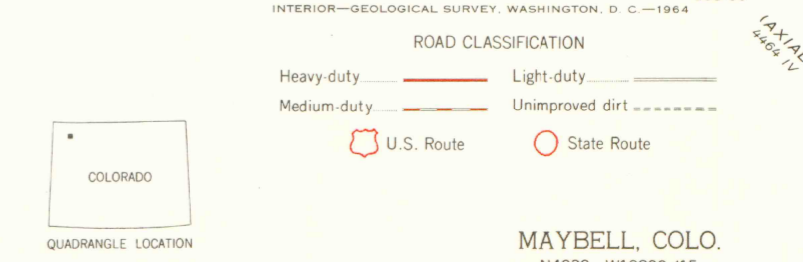 INTERIOR—GEOLOGICAL SURVEY, WASHINGTON, D. C.—1964
(AXIAL
4464 IV
ROAD CLASSIFICATION
Heavy-duty
Light-duty
Medium-duty
Unimproved dirt
U.S. Route
State Route
COLORADO
QUADRANGLE LOCATION
MAYBELL, COLO.